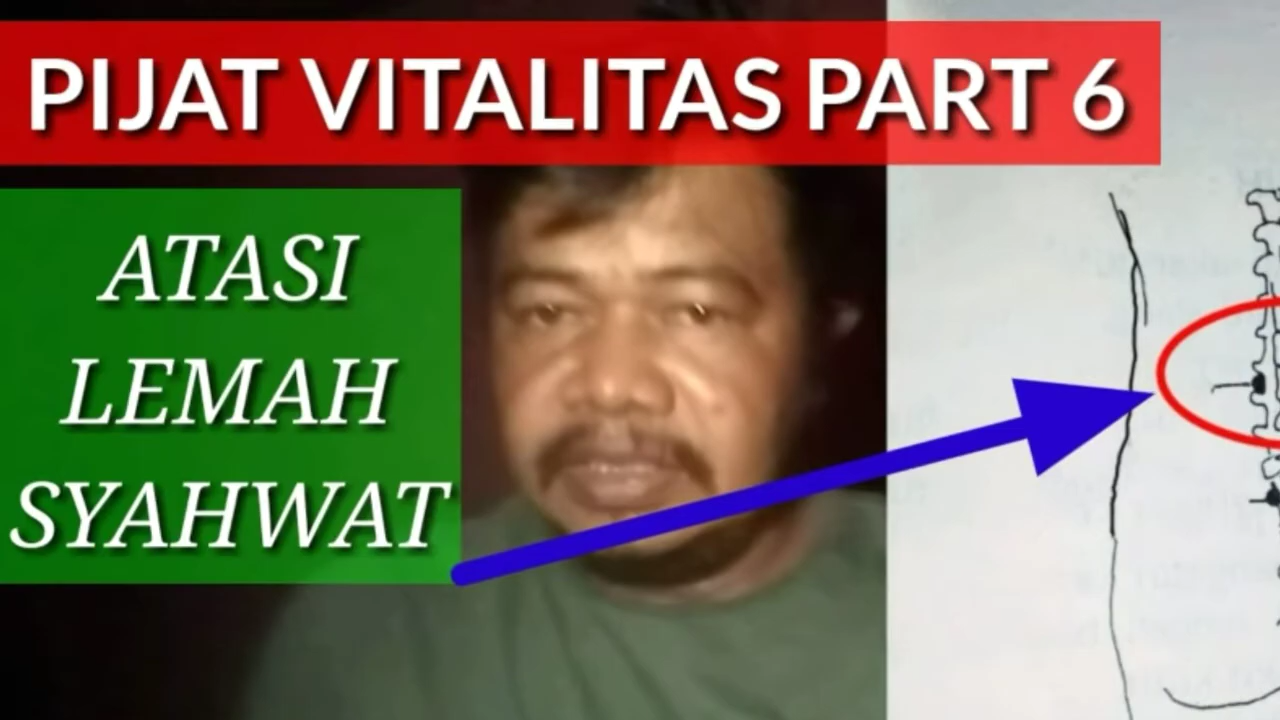 PIJAT VITALITAS PART 6
ATASI
LEMAH
SYAHWAT